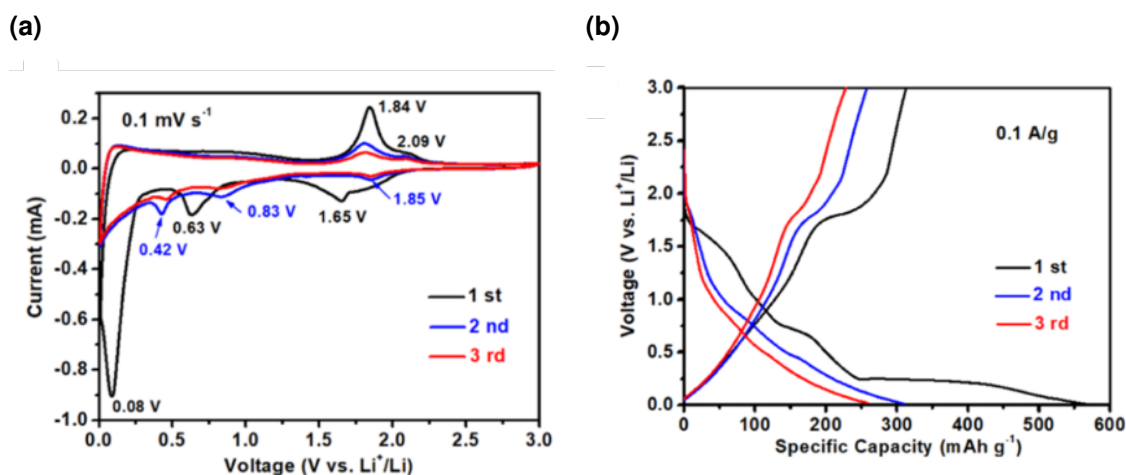 (a)
(b)
0.1 mV s⁻¹
1.84 V
2.09 V
1.85 V
1.65 V
0.83 V
0.63 V
0.42 V
0.08 V
1 st
2 nd
3 rd
0.2
0.0
-0.2
-0.4
-0.6
-0.8
-1.0
Current (mA)
0.0 0.5 1.0 1.5 2.0 2.5 3.0
Voltage (V vs. Li⁺/Li)
0.1 A/g
1 st
2 nd
3 rd
3.0
2.5
2.0
1.5
1.0
0.5
0.0
Voltage (V vs. Li⁺/Li)
0 100 200 300 400 500 600
Specific Capacity (mAh g⁻¹)